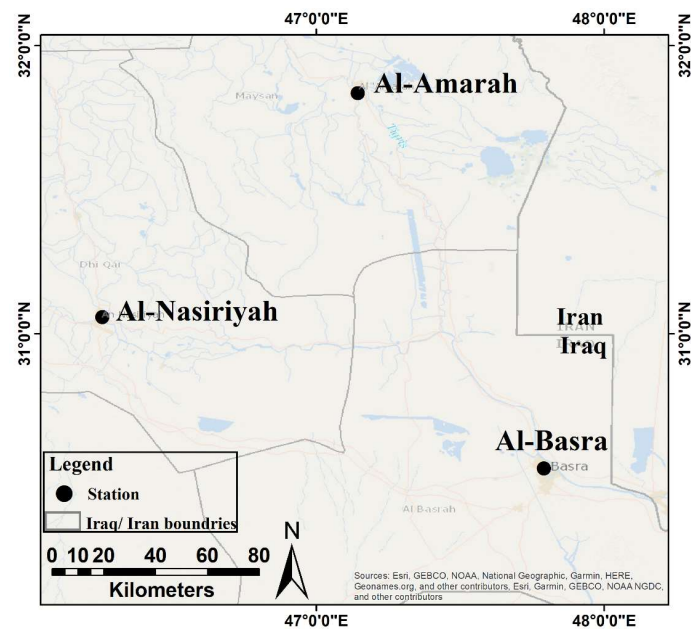 47°0'0"E
48°0'0"E
32°0'0"N
32°0'0"N
Al-Amarah
Maysan
Tigris
Dhi Qar
Al-Nasiriyah
31°0'0"N
31°0'0"N
Iran
IRAN
Iraq
Al-Basra
Basra
Al Basrah
Legend
Station
Iraq/ Iran boundries
N
0 10 20 40 60 80
Kilometers
Sources: Esri, GEBCO, NOAA, National Geographic, Garmin, HERE,
Geonames.org, and other contributors, Esri, Garmin, GEBCO, NOAA NGDC,
and other contributors
47°0'0"E
48°0'0"E